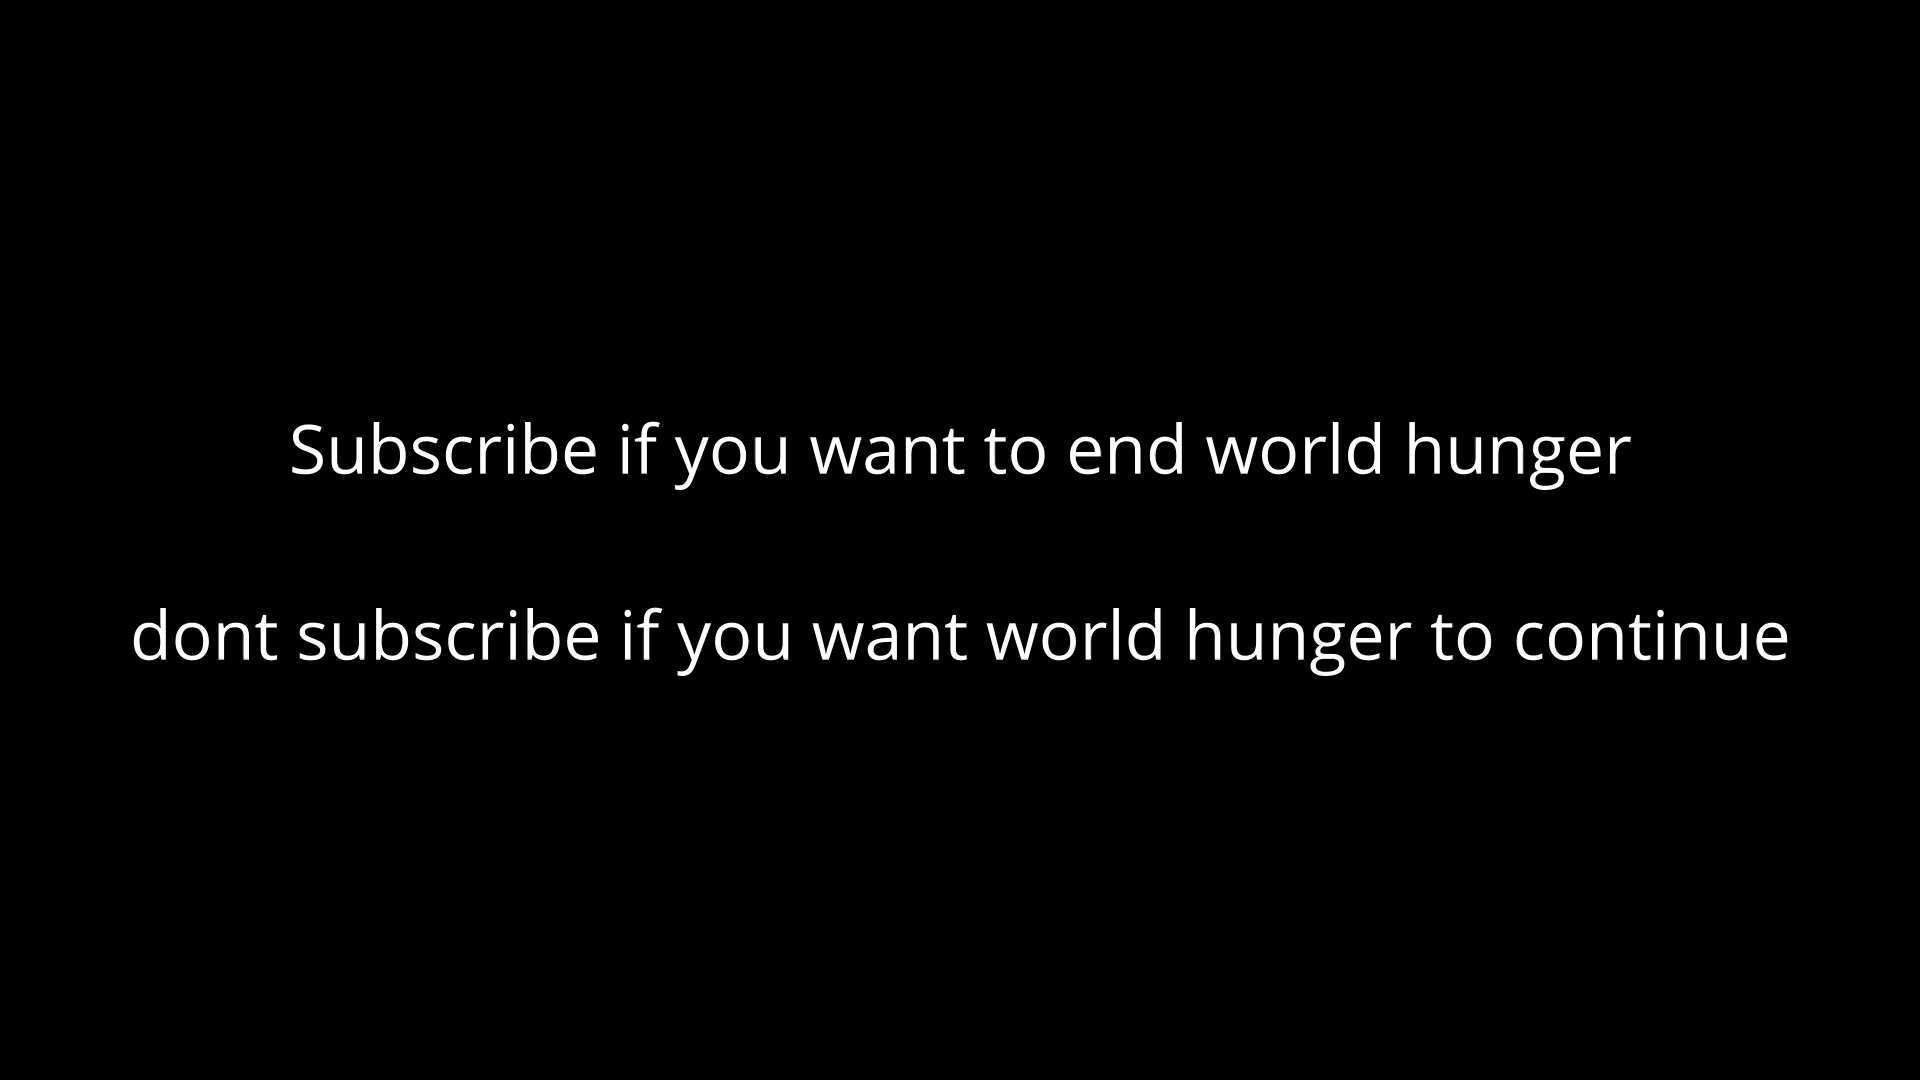 Subscribe if you want to end world hunger
dont subscribe if you want world hunger to continue